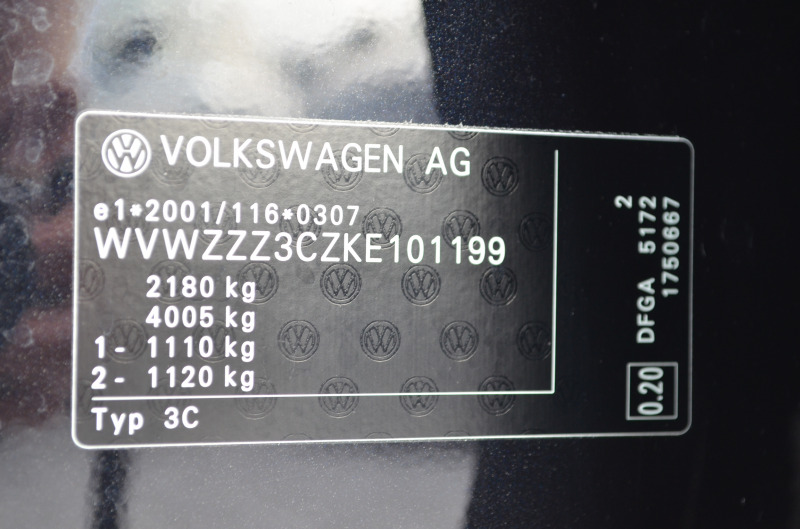 VOLKSWAGEN AG
e1*2001/116*0307
WVWZZZ3CZKE101199
2180 kg
4005 kg
1- 1110 kg
2- 1120 kg
Typ 3C
2
DFGA 5172
1750667
0.20